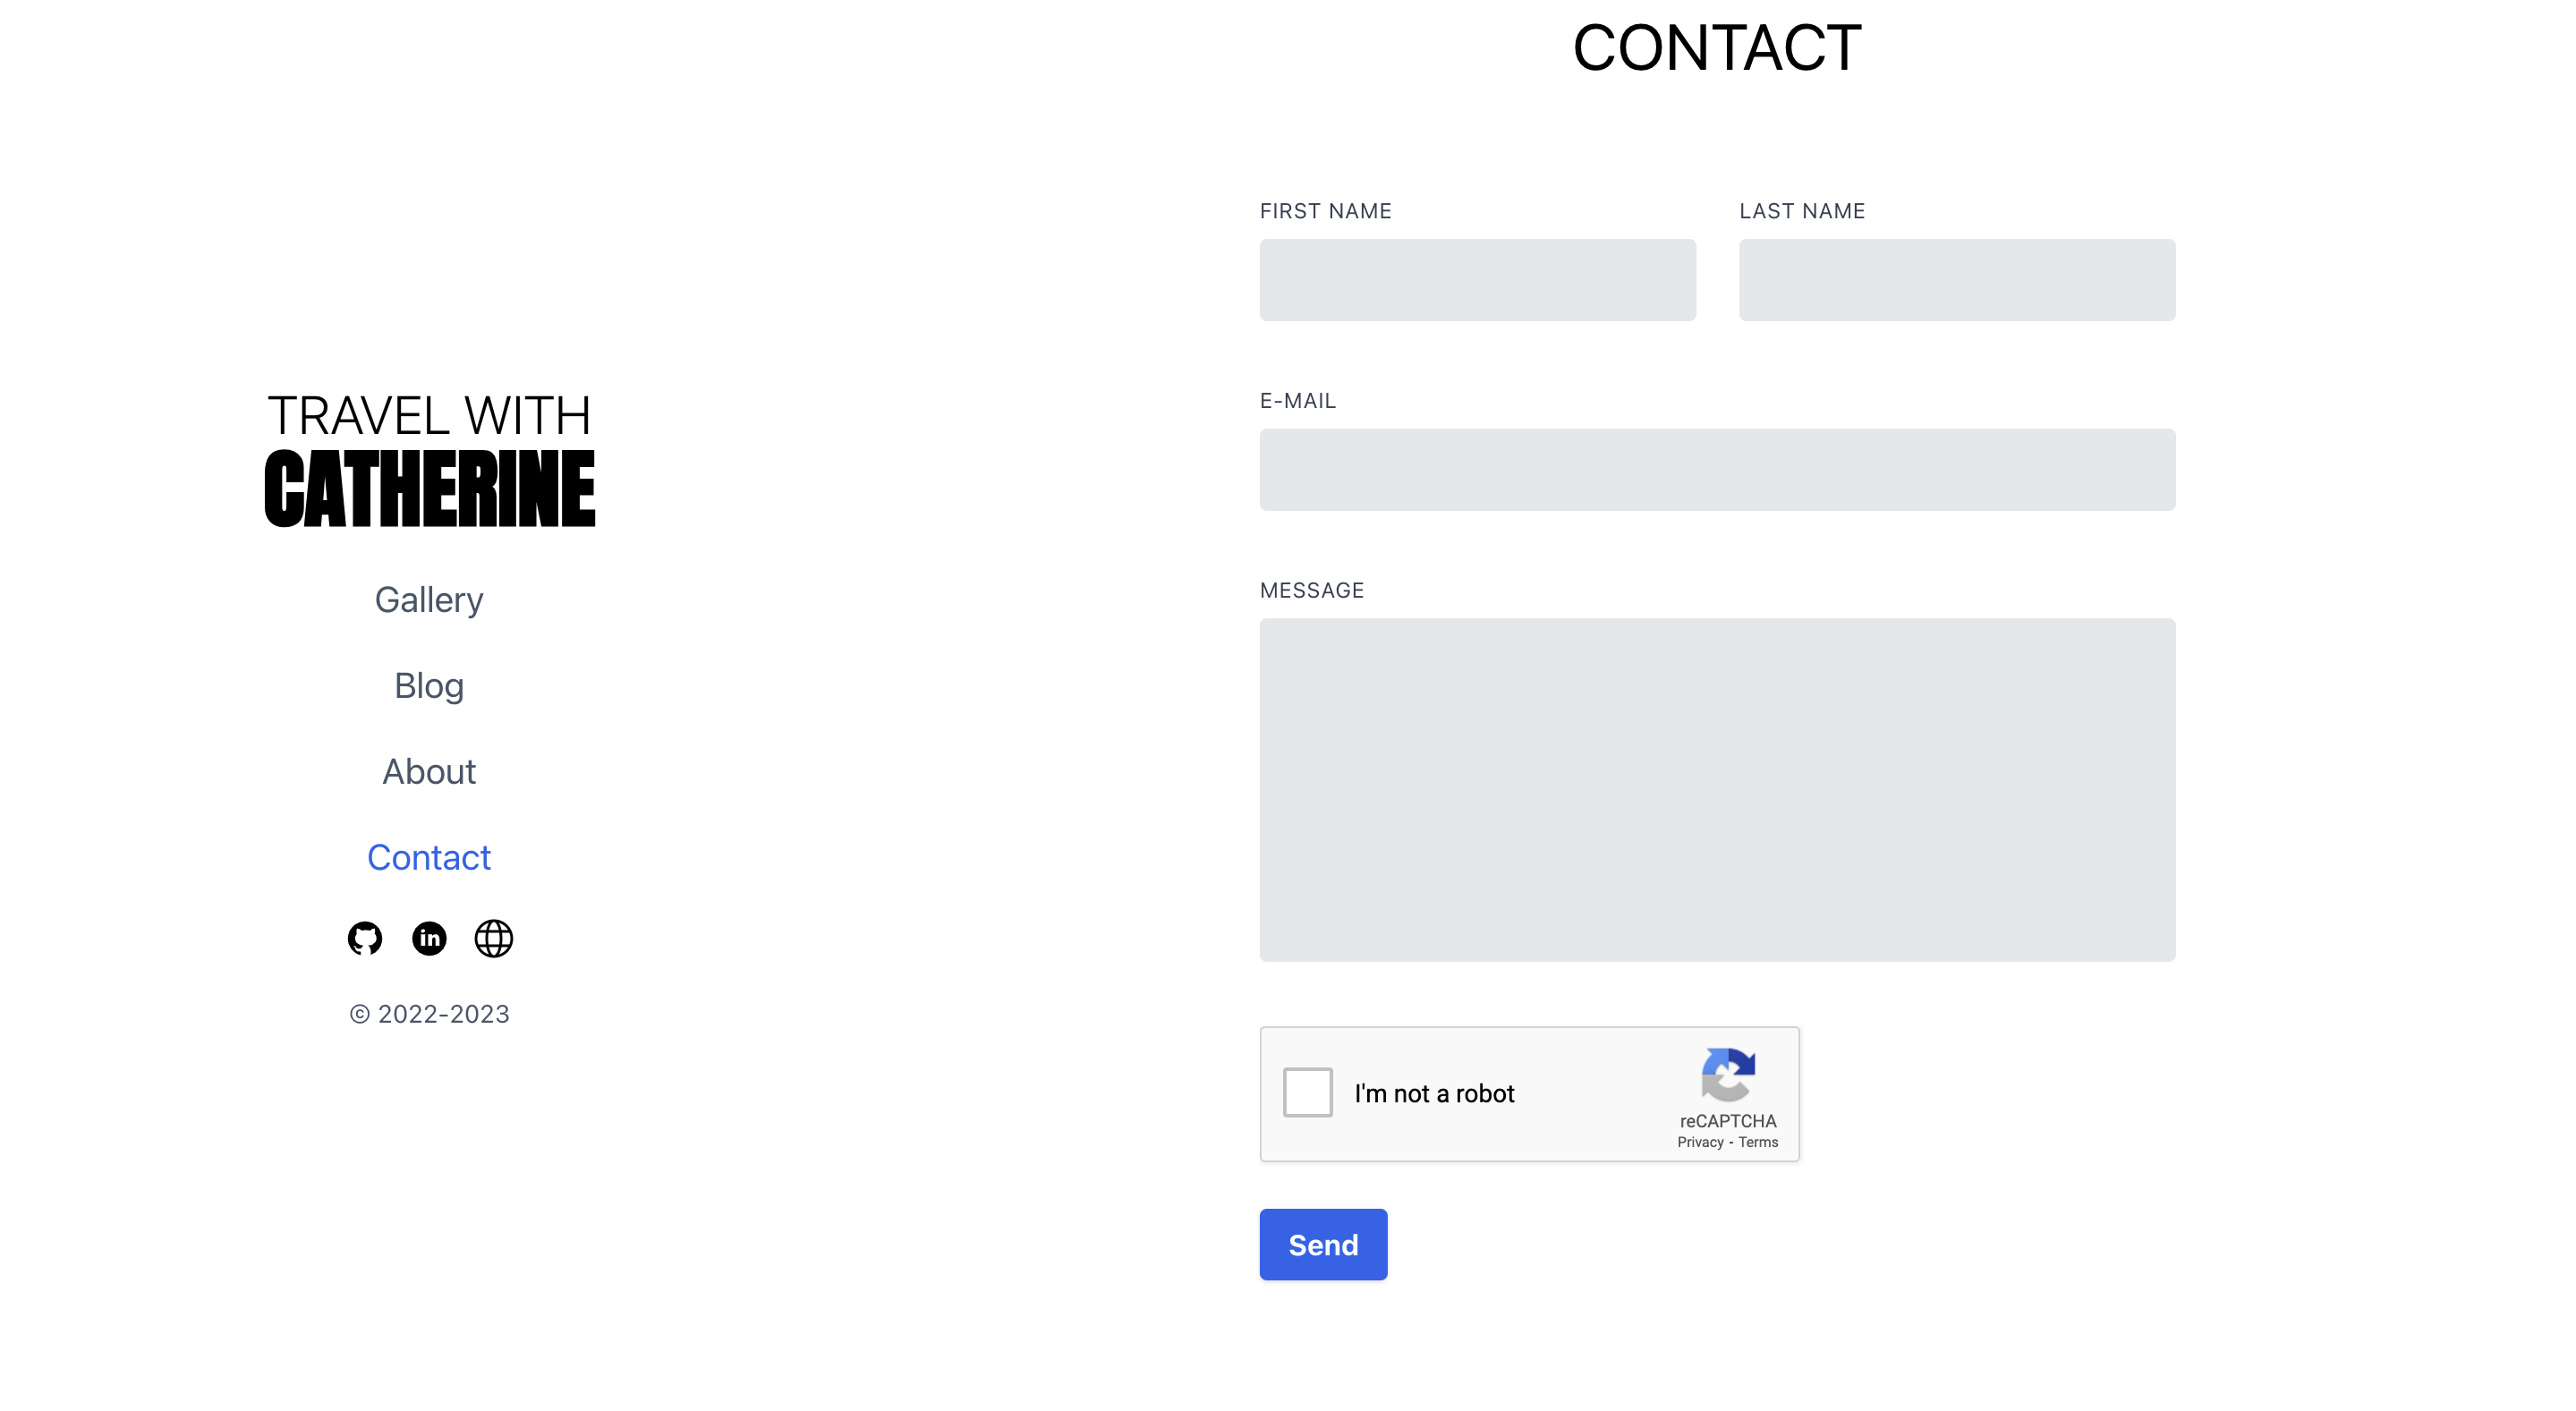 TRAVEL WITH
CATHERINE
Gallery
Blog
About
Contact
in
© 2022-2023
CONTACT
FIRST NAME
LAST NAME
E-MAIL
MESSAGE
I'm not a robot
reCAPTCHA
Privacy - Terms
Send